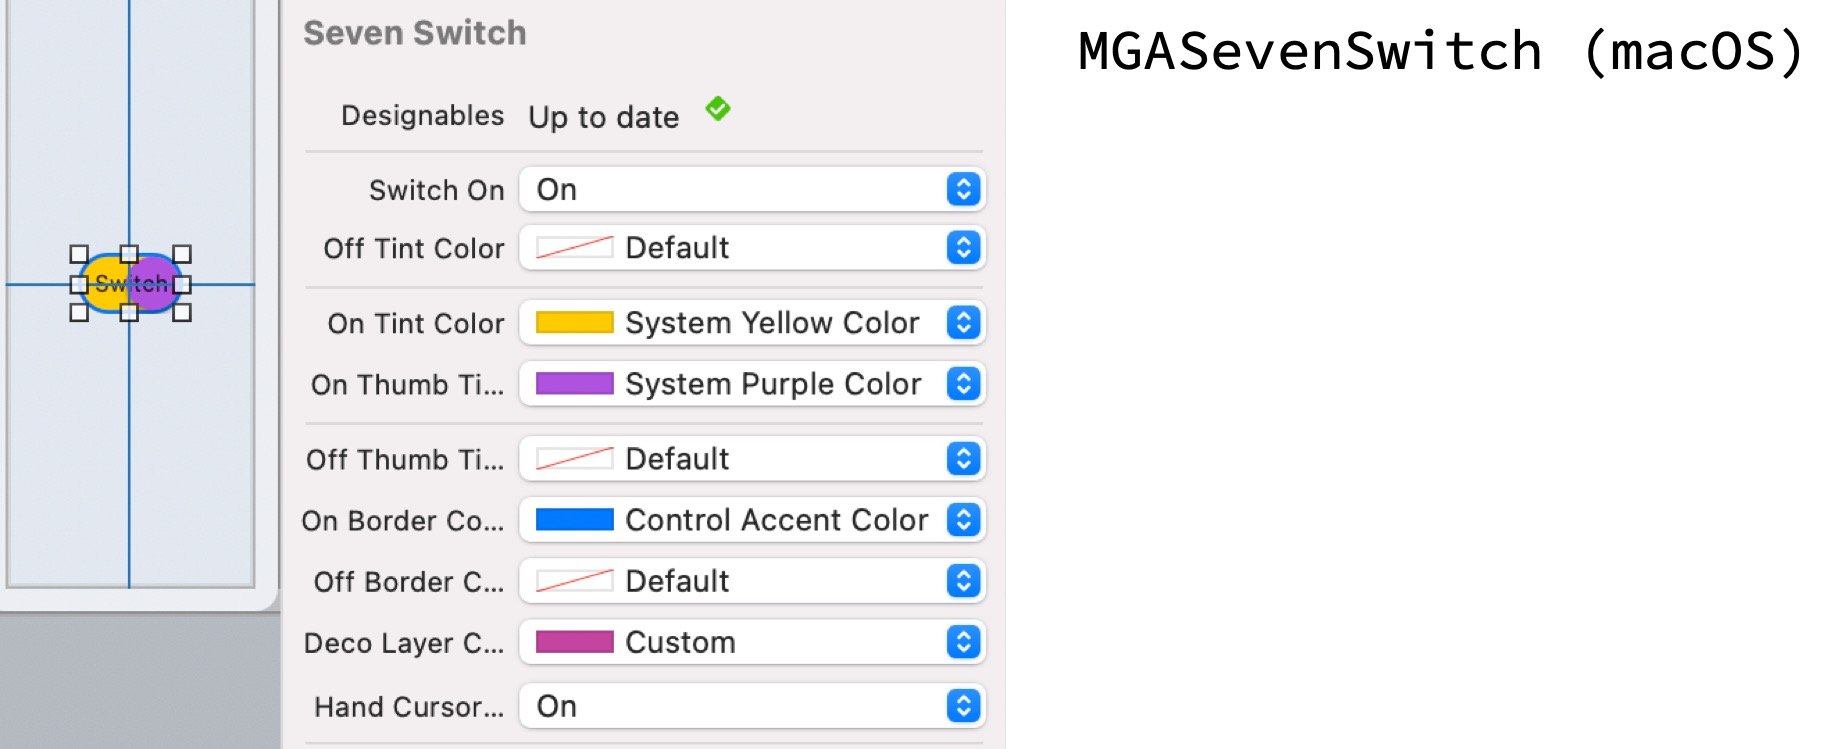 Seven Switch
MGASevenSwitch (macOS)
Designables Up to date
Switch On On
Off Tint Color Default
Switch
On Tint Color System Yellow Color
On Thumb Ti... System Purple Color
Off Thumb Ti... Default
On Border Co... Control Accent Color
Off Border C... Default
Deco Layer C... Custom
Hand Cursor... On